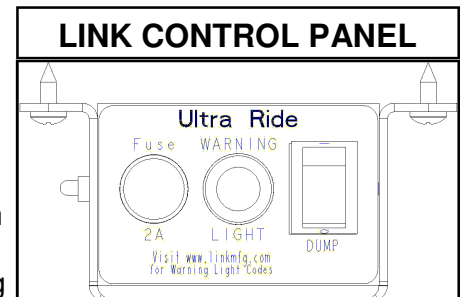 LINK CONTROL PANEL
Ultra Ride
Fuse WARNING
2A LIGHT DUMP
Visit www.linkmfg.com
for Warning Light Codes